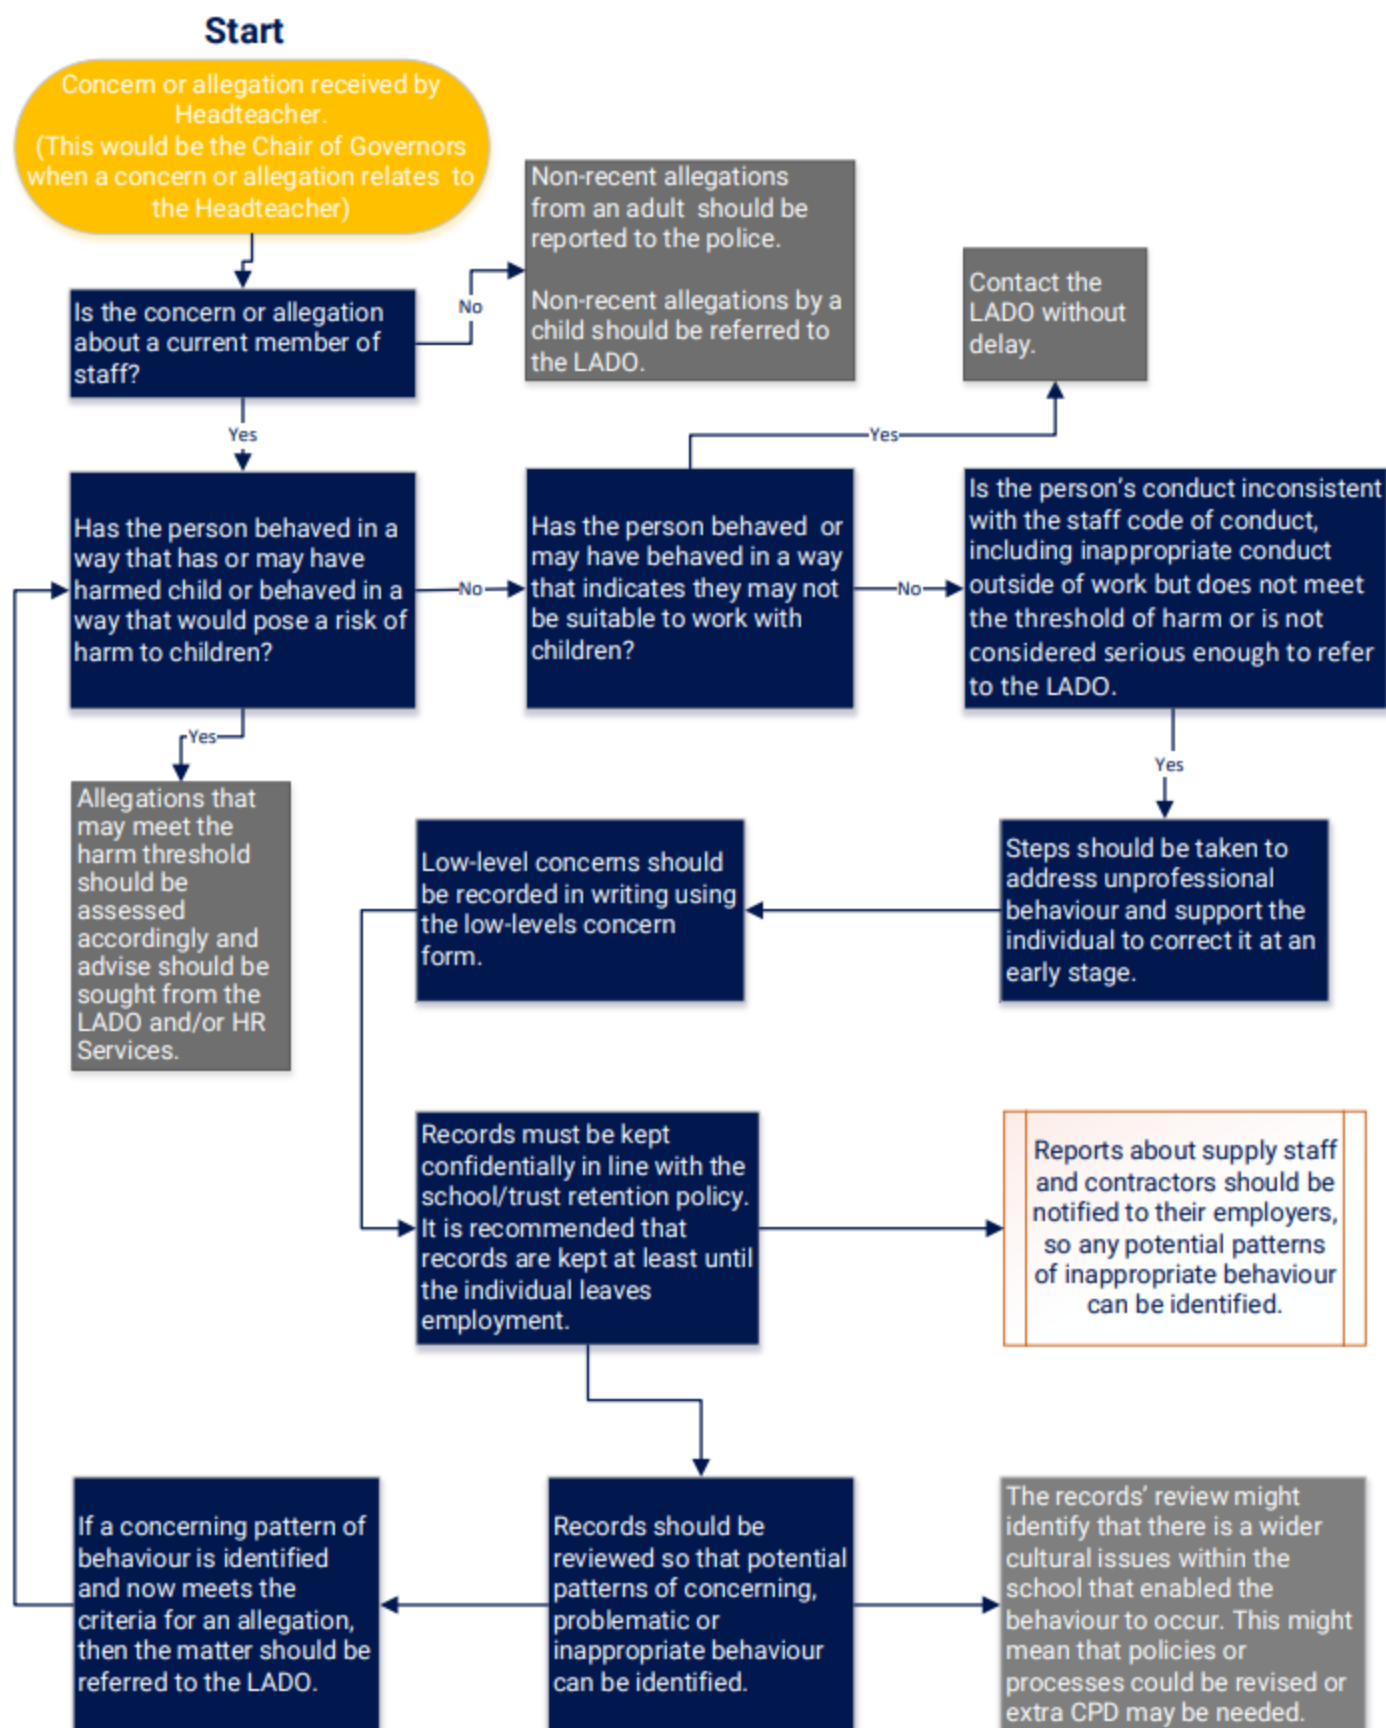 Start
Concern or allegation received by
Headteacher.
(This would be the Chair of Governors
when a concern or allegation relates to
the Headteacher)
Non-recent allegations
from an adult should be
reported to the police.
Non-recent allegations by a
child should be referred to
the LADO.
Contact the
LADO without
delay.
Is the concern or allegation
about a current member of
staff?
No
Yes
Yes
Has the person behaved in a
way that has or may have
harmed child or behaved in a
way that would pose a risk of
harm to children?
No
Has the person behaved or
may have behaved in a way
that indicates they may not
be suitable to work with
children?
No
Is the person's conduct inconsistent
with the staff code of conduct,
including inappropriate conduct
outside of work but does not meet
the threshold of harm or is not
considered serious enough to refer
to the LADO.
Yes
Yes
Allegations that
may meet the
harm threshold
should be
assessed
accordingly and
advise should be
sought from the
LADO and/or HR
Services.
Low-level concerns should
be recorded in writing using
the low-levels concern
form.
Steps should be taken to
address unprofessional
behaviour and support the
individual to correct it at an
early stage.
Records must be kept
confidentially in line with the
school/trust retention policy.
It is recommended that
records are kept at least until
the individual leaves
employment.
Reports about supply staff
and contractors should be
notified to their employers,
so any potential patterns
of inappropriate behaviour
can be identified.
If a concerning pattern of
behaviour is identified
and now meets the
criteria for an allegation,
then the matter should be
referred to the LADO.
Records should be
reviewed so that potential
patterns of concerning,
problematic or
inappropriate behaviour
can be identified.
The records' review might
identify that there is a wider
cultural issues within the
school that enabled the
behaviour to occur. This might
mean that policies or
processes could be revised or
extra CPD may be needed.